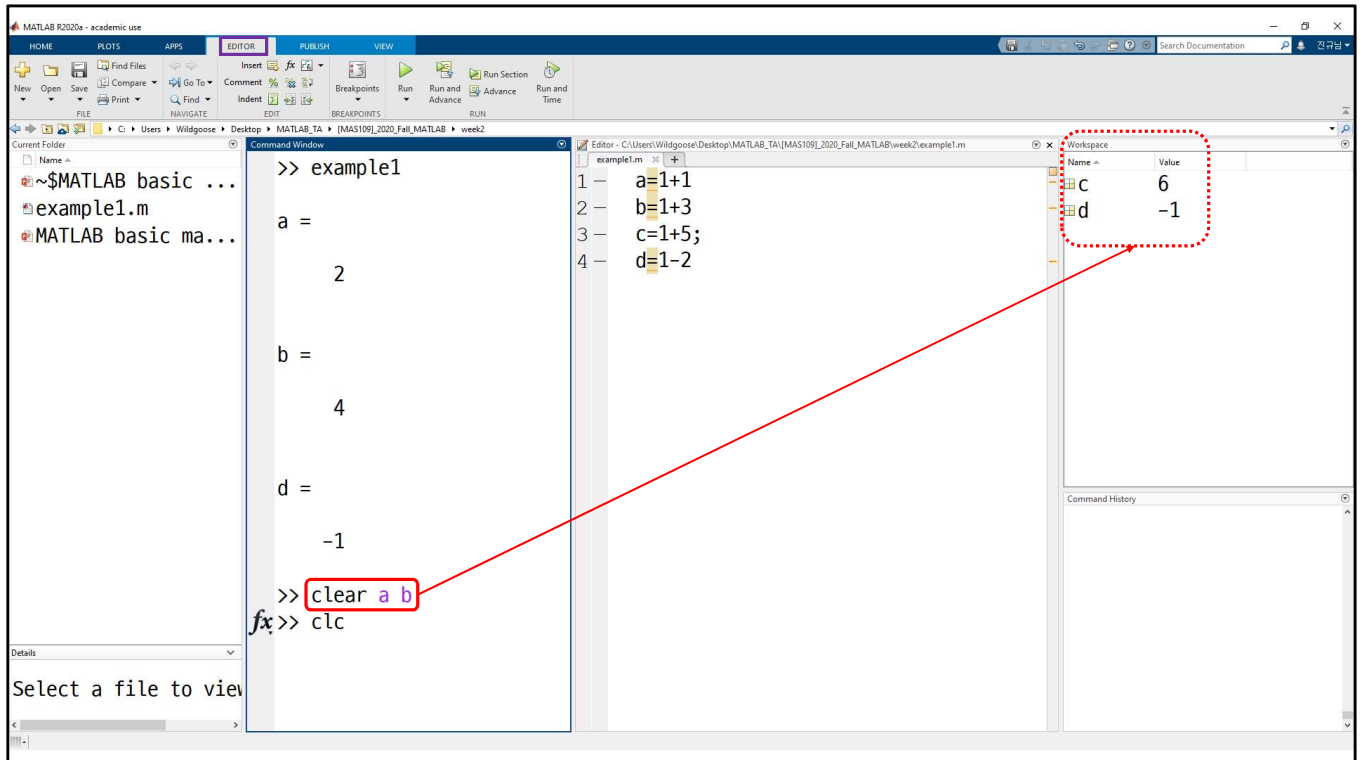 MATLAB R2020a - academic use
HOME PLOTS APPS EDITOR PUBLISH VIEW
Search Documentation
진규님
New Open Save
Find Files
Compare
Print
FILE
Go To
Find
NAVIGATE
Insert fx
Comment
Indent
EDIT
Breakpoints
BREAKPOINTS
Run
Run and Advance
Run Section
Advance
Run and Time
RUN
C: Users Wildgoose Desktop MATLAB_TA [MAS109]_2020_Fall_MATLAB week2
Current Folder
Name
~$MATLAB basic ...
example1.m
MATLAB basic ma...
Details
Select a file to view
Command Window
>> example1
a =
2
b =
4
d =
-1
>> clear a b
fx >> clc
Editor - C:\Users\Wildgoose\Desktop\MATLAB_TA\[MAS109]_2020_Fall_MATLAB\week2\example1.m
example1.m
1 - a=1+1
2 - b=1+3
3 - c=1+5;
4 - d=1-2
Workspace
Name Value
c 6
d -1
Command History